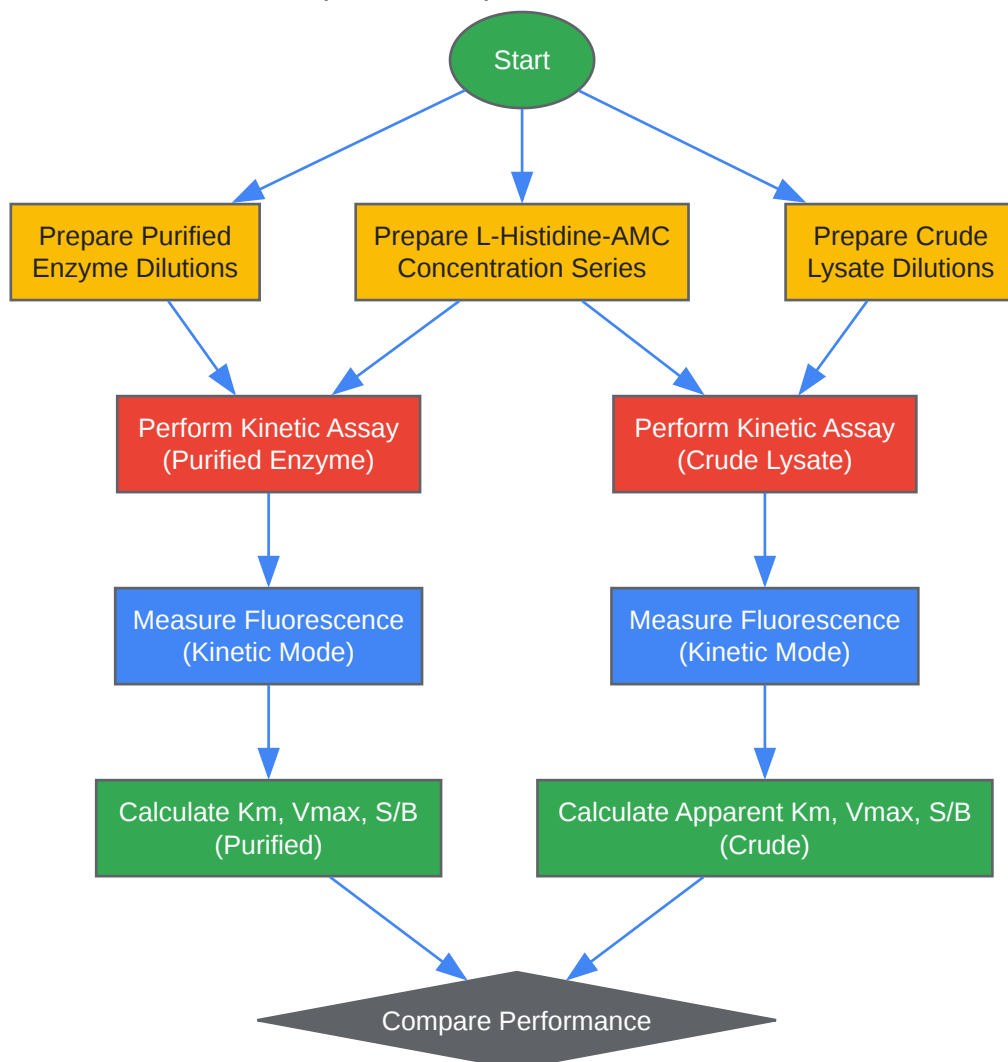 Start
Prepare Purified
Enzyme Dilutions
Prepare L-Histidine-AMC
Concentration Series
Prepare Crude
Lysate Dilutions
Perform Kinetic Assay
(Purified Enzyme)
Perform Kinetic Assay
(Crude Lysate)
Measure Fluorescence
(Kinetic Mode)
Measure Fluorescence
(Kinetic Mode)
Calculate Km, Vmax, S/B
(Purified)
Calculate Apparent Km, Vmax, S/B
(Crude)
Compare Performance